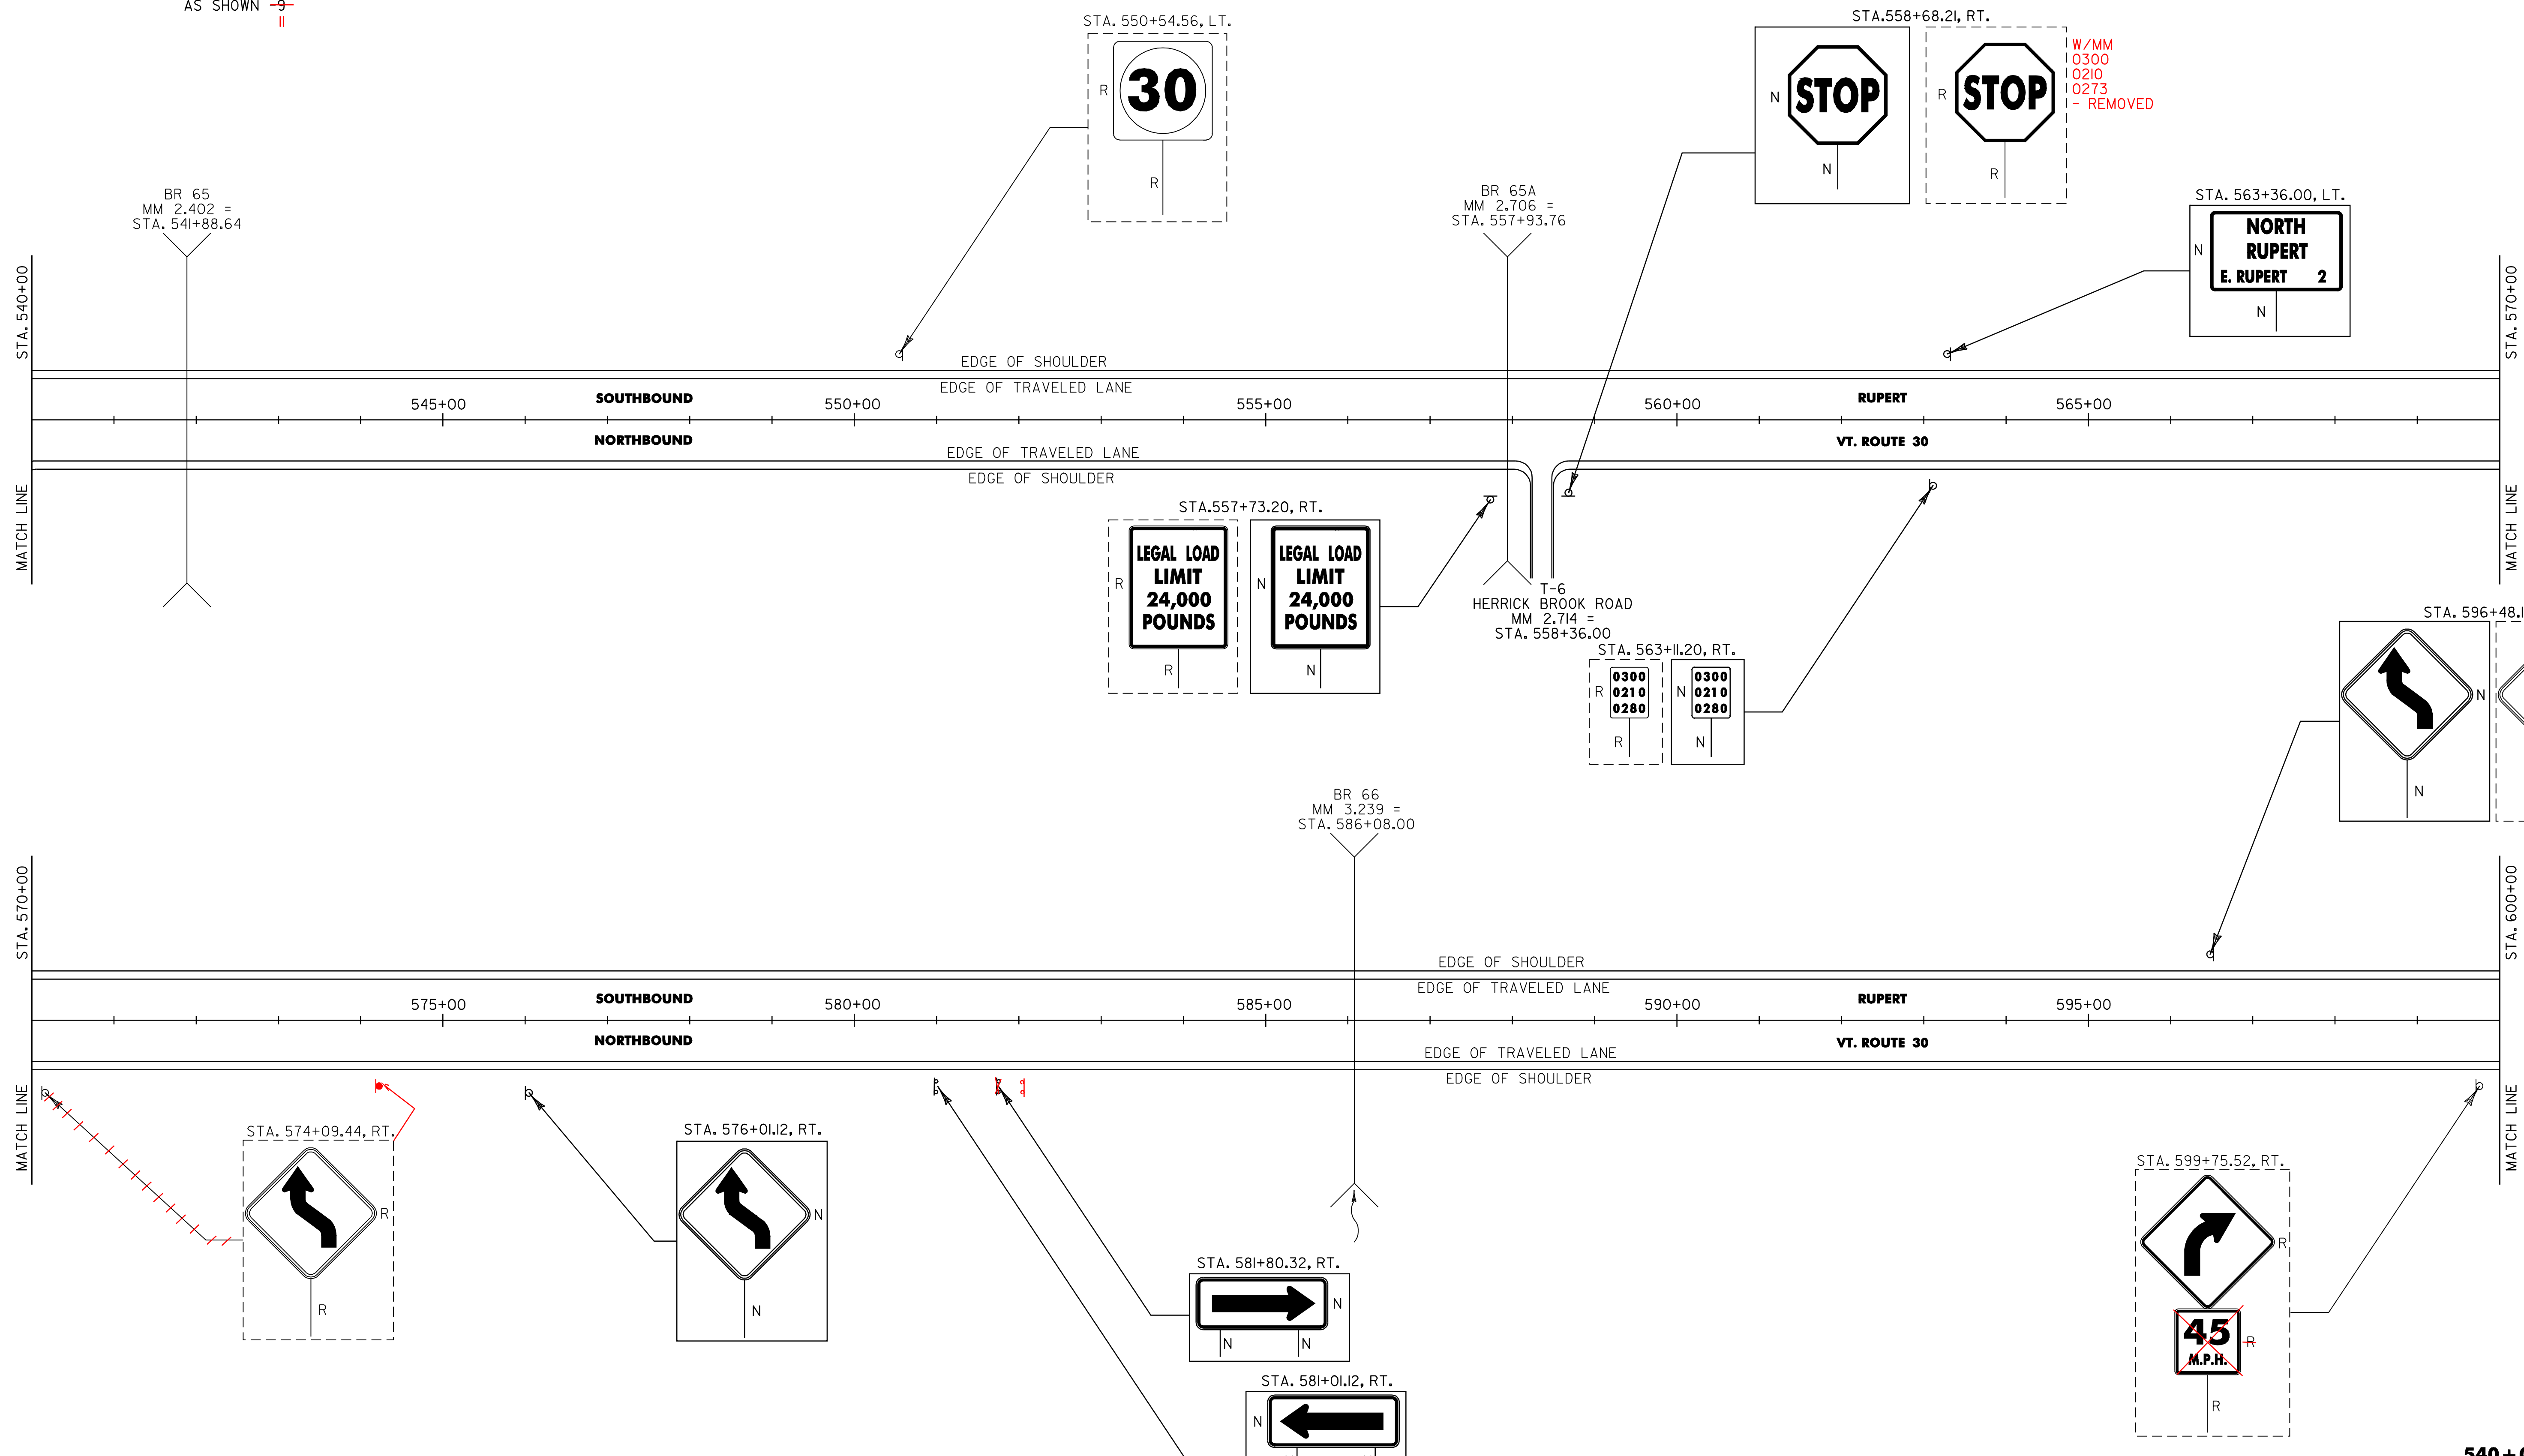 AS SHOWN 9
11
STA. 550+54.56, LT.
R
30
R
STA.558+68.21, RT.
N
STOP
N
R
STOP
R
W/MM
0300
0210
0273
- REMOVED
BR 65
MM 2.402 =
STA. 541+88.64
BR 65A
MM 2.706 =
STA. 557+93.76
STA. 563+36.00, LT.
N
NORTH
RUPERT
E. RUPERT 2
N
STA. 540+00
STA. 570+00
EDGE OF SHOULDER
EDGE OF TRAVELED LANE
SOUTHBOUND
RUPERT
545+00
550+00
555+00
560+00
565+00
NORTHBOUND
VT. ROUTE 30
EDGE OF TRAVELED LANE
EDGE OF SHOULDER
MATCH LINE
MATCH LINE
STA.557+73.20, RT.
R
LEGAL LOAD
LIMIT
24,000
POUNDS
R
N
LEGAL LOAD
LIMIT
24,000
POUNDS
N
T-6
HERRICK BROOK ROAD
MM 2.714 =
STA. 558+36.00
STA. 563+11.20, RT.
R
0300
0210
0280
R
N
0300
0210
0280
N
STA. 596+48.1
N
N
BR 66
MM 3.239 =
STA. 586+08.00
STA. 570+00
STA. 600+00
EDGE OF SHOULDER
EDGE OF TRAVELED LANE
SOUTHBOUND
RUPERT
575+00
580+00
585+00
590+00
595+00
NORTHBOUND
VT. ROUTE 30
EDGE OF TRAVELED LANE
EDGE OF SHOULDER
MATCH LINE
MATCH LINE
STA. 574+09.44, RT.
R
R
STA. 576+01.12, RT.
N
N
STA. 581+80.32, RT.
N
N
N
STA. 581+01.12, RT.
N
STA. 599+75.52, RT.
R
45
M.P.H.
R
R
540+0